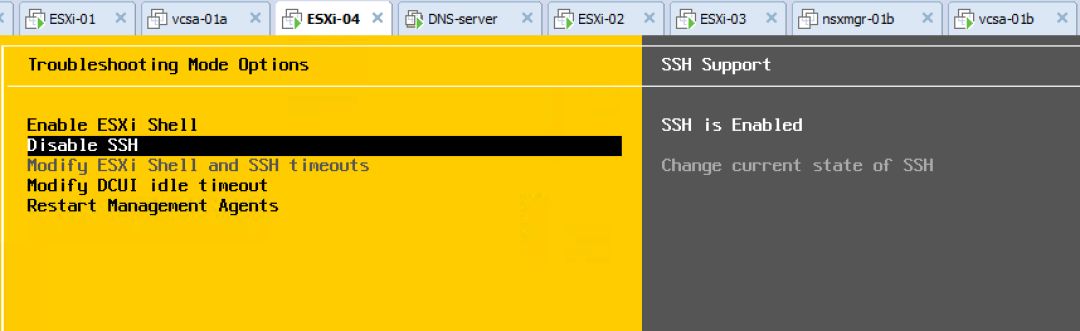 ESXi-01 vcsa-01a ESXi-04 DNS-server ESXi-02 ESXi-03 nsxmgr-01b vcsa-01b
Troubleshooting Mode Options
SSH Support
Enable ESXi Shell
SSH is Enabled
Disable SSH
Modify ESXi Shell and SSH timeouts
Change current state of SSH
Modify DCUI idle timeout
Restart Management Agents